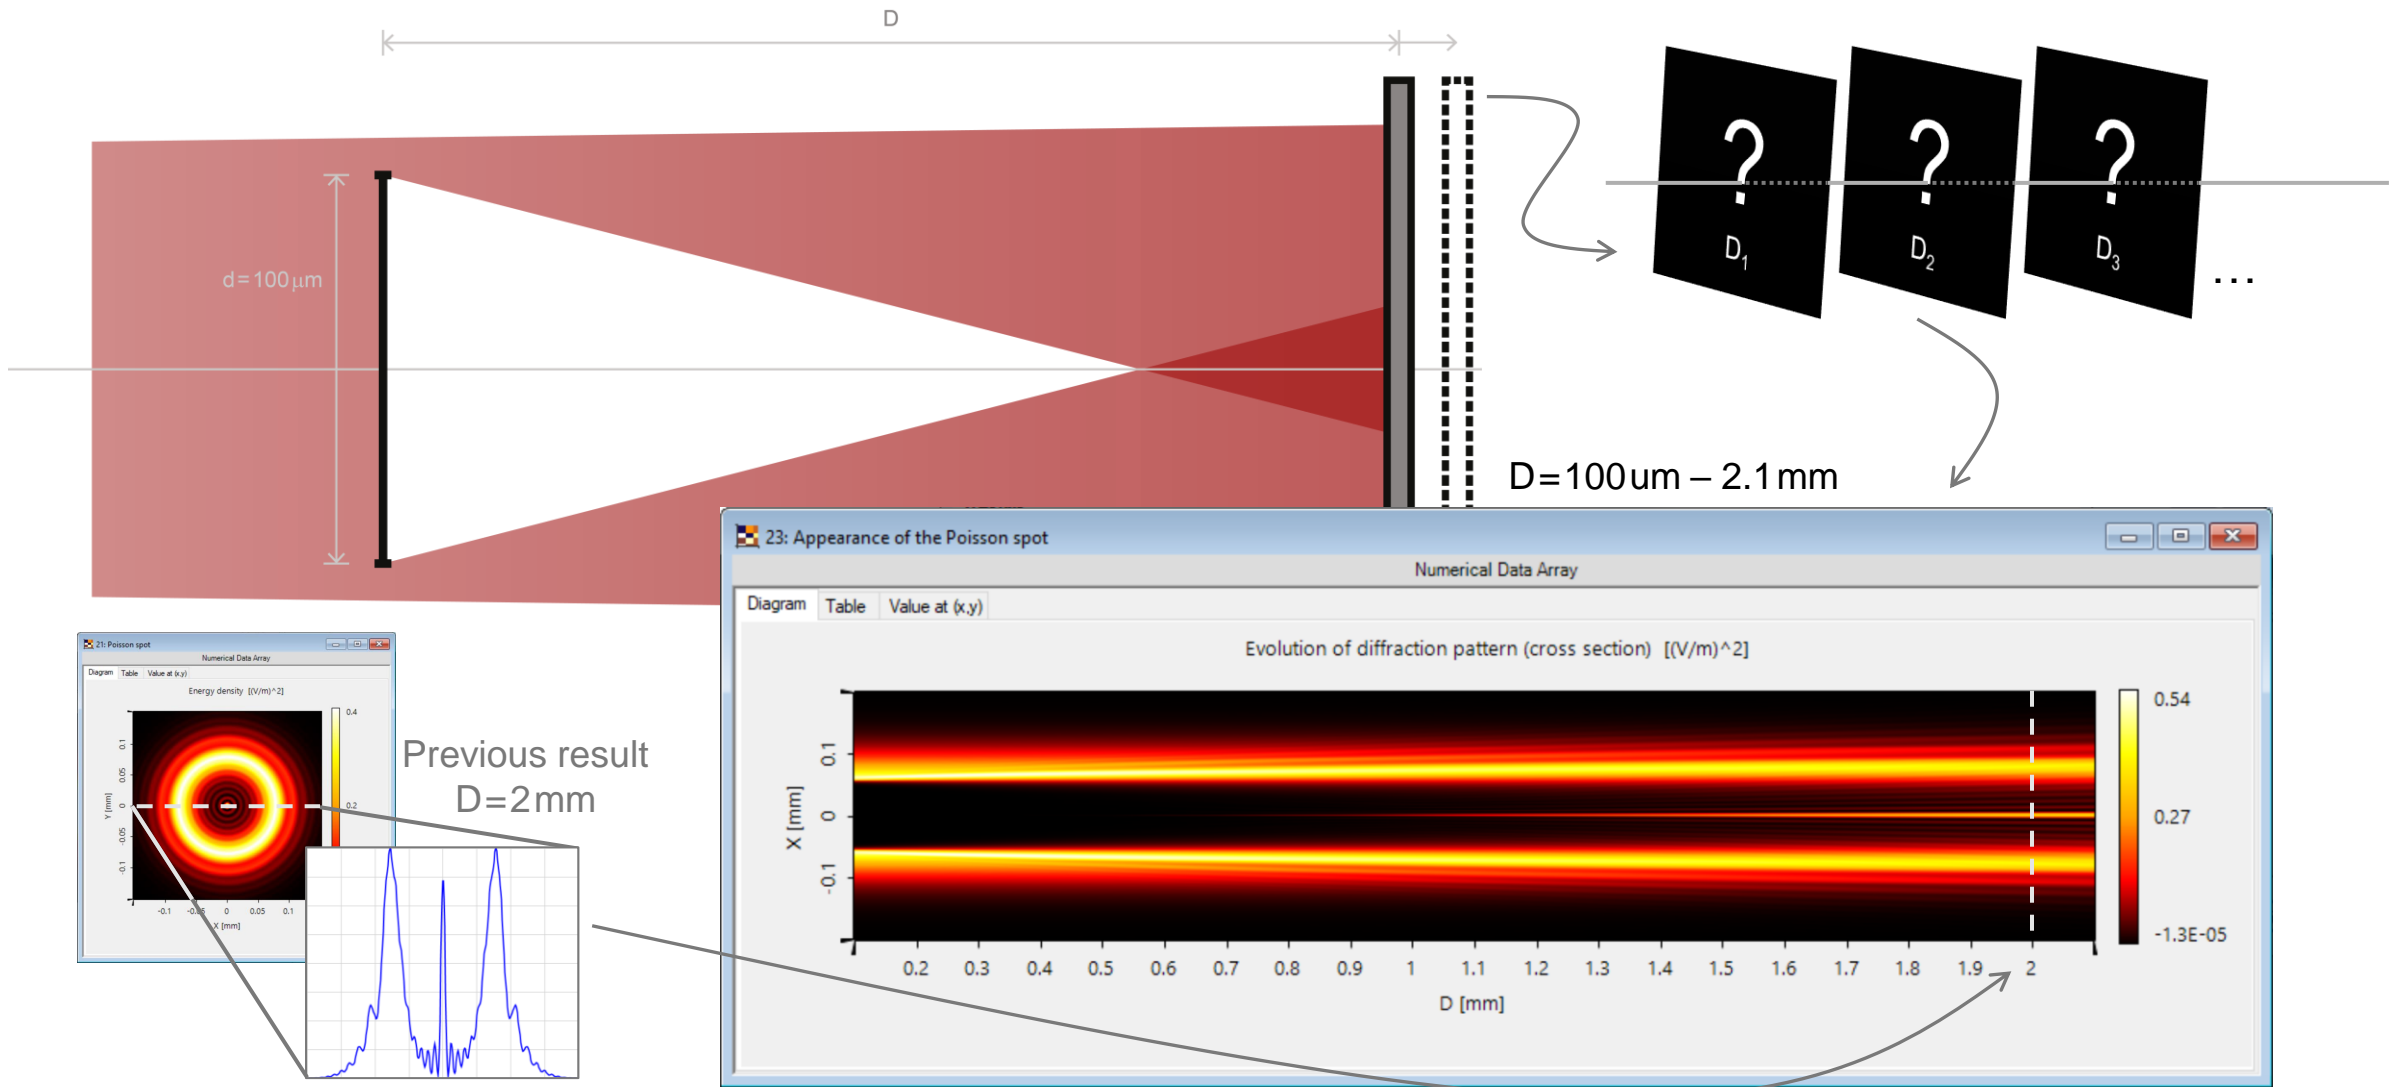 D
d=100μm
?
D1
?
D2
?
D3
...
D=100um – 2.1mm
23: Appearance of the Poisson spot
Numerical Data Array
Diagram Table Value at (x,y)
Evolution of diffraction pattern (cross section) [(V/m)^2]
X [mm]
0.1
0
-0.1
0.2 0.3 0.4 0.5 0.6 0.7 0.8 0.9 1 1.1 1.2 1.3 1.4 1.5 1.6 1.7 1.8 1.9 2
D [mm]
0.54
0.27
-1.3E-05
21: Poisson spot
Numerical Data Array
Diagram Table Value at (x,y)
Energy density [(V/m)^2]
Y [mm]
0.1
0.05
0
-0.05
-0.1
-0.1 -0.05 0 0.05 0.1
X [mm]
0.4
0.2
Previous result
D=2mm